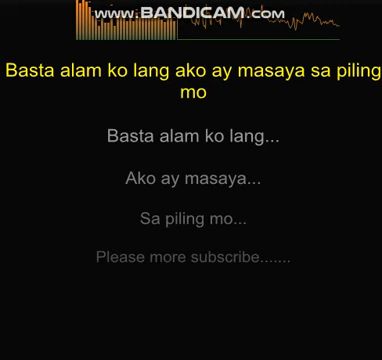 www.BANDICAM.com
Basta alam ko lang ako ay masaya sa piling
mo
Basta alam ko lang...
Ako ay masaya...
Sa piling mo...
Please more subscribe.......